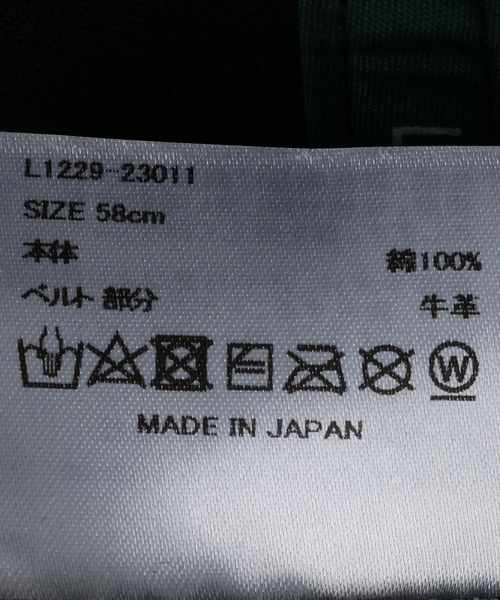 L1229-23011
SIZE 58cm
本体 綿100%
ベルト部分 牛革
W
MADE IN JAPAN